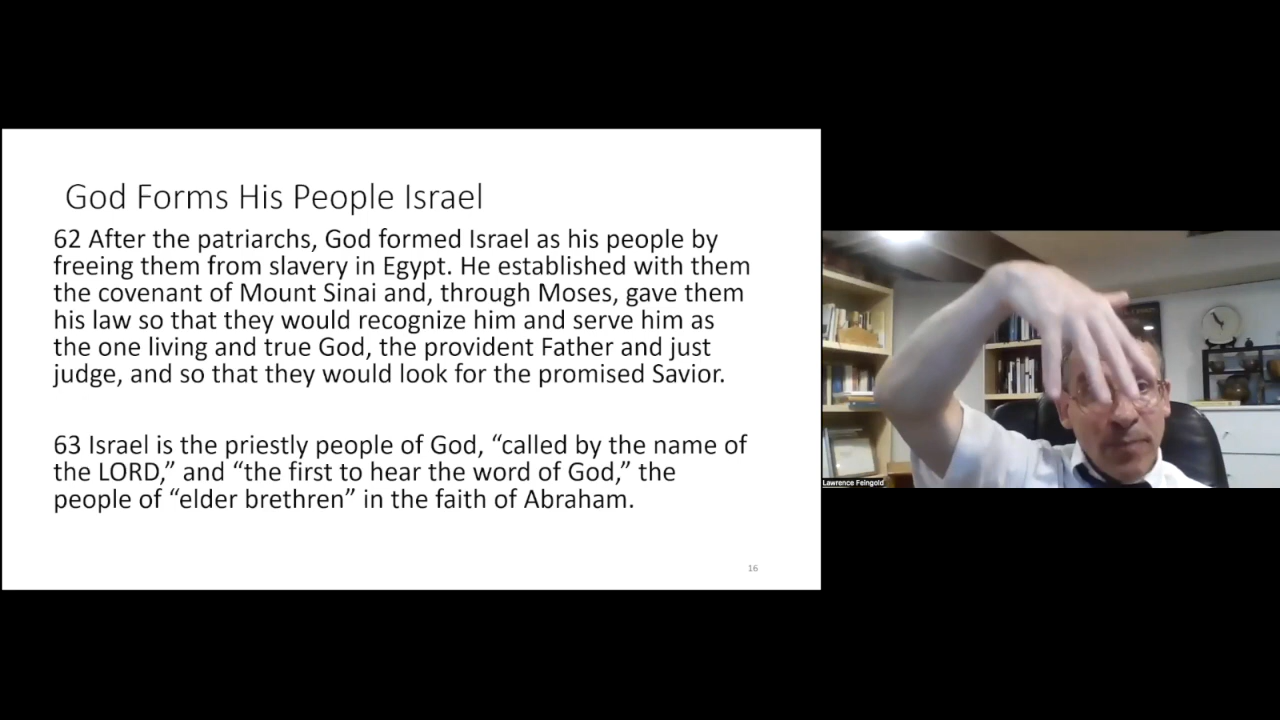 God Forms His People Israel
62 After the patriarchs, God formed Israel as his people by
freeing them from slavery in Egypt. He established with them
the covenant of Mount Sinai and, through Moses, gave them
his law so that they would recognize him and serve him as
the one living and true God, the provident Father and just
judge, and so that they would look for the promised Savior.
63 Israel is the priestly people of God, “called by the name of
the LORD,” and “the first to hear the word of God,” the
people of “elder brethren” in the faith of Abraham.
16
Lawrence Feingold